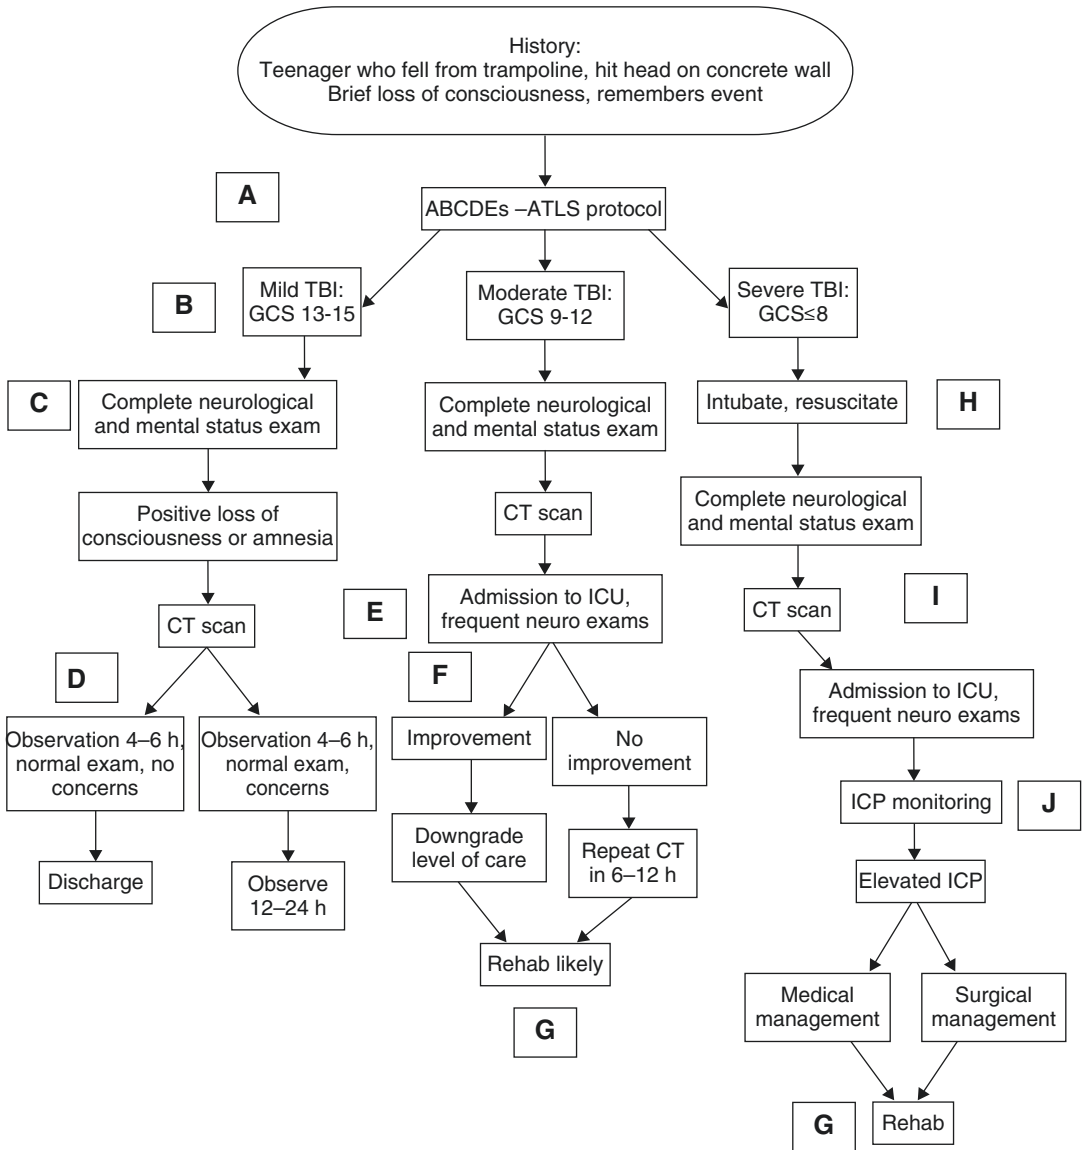 History:
Teenager who fell from trampoline, hit head on concrete wall
Brief loss of consciousness, remembers event
A
ABCDEs –ATLS protocol
B
Mild TBI:
GCS 13-15
Moderate TBI:
GCS 9-12
Severe TBI:
GCS≤8
C
Complete neurological
and mental status exam
Complete neurological
and mental status exam
Intubate, resuscitate
H
Positive loss of
consciousness or amnesia
CT scan
Complete neurological
and mental status exam
CT scan
E
Admission to ICU,
frequent neuro exams
CT scan
I
D
F
Admission to ICU,
frequent neuro exams
Observation 4–6 h,
normal exam, no
concerns
Observation 4–6 h,
normal exam,
concerns
Improvement
No
improvement
ICP monitoring
J
Discharge
Observe
12–24 h
Downgrade
level of care
Repeat CT
in 6–12 h
Elevated ICP
Rehab likely
G
Medical
management
Surgical
management
G
Rehab